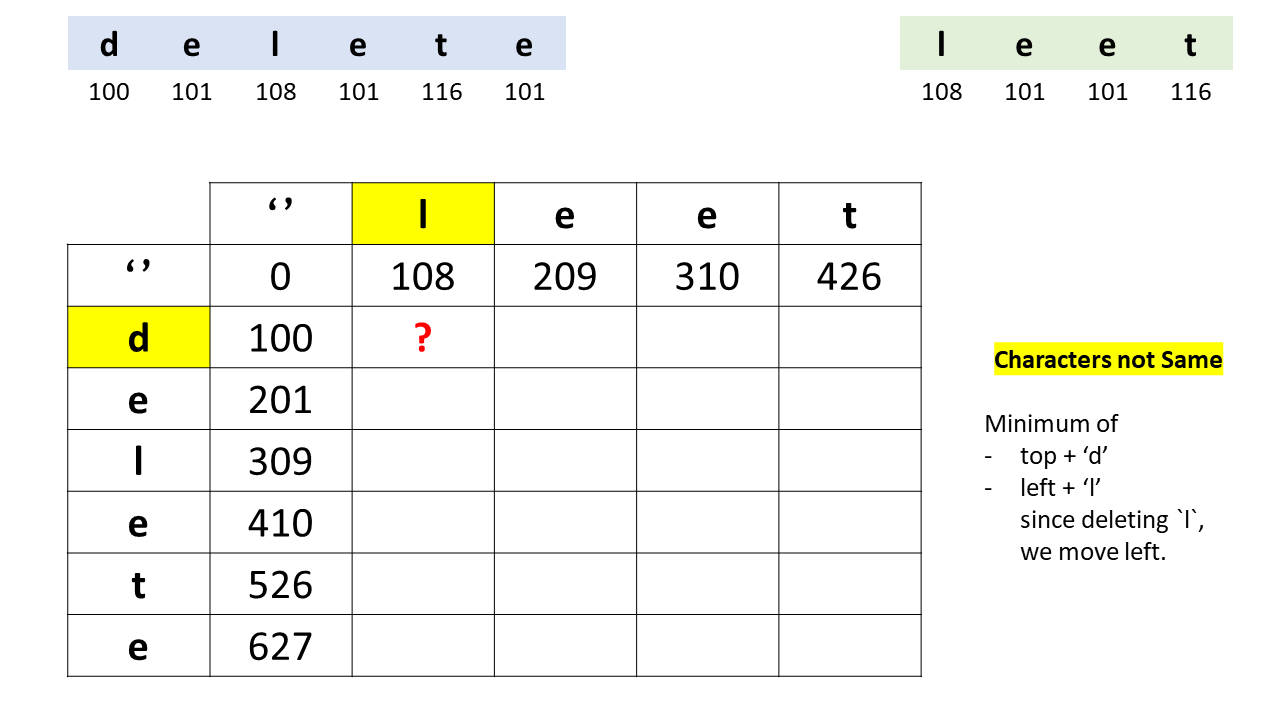 d e l e t e l e e t
100 101 108 101 116 101 108 101 101 116
‘’ l e e t
‘’ 0 108 209 310 426
d 100 ?
e 201
l 309
e 410
t 526
e 627
Characters not Same
Minimum of
- top + ‘d’
- left + ‘l’
since deleting `l`,
we move left.